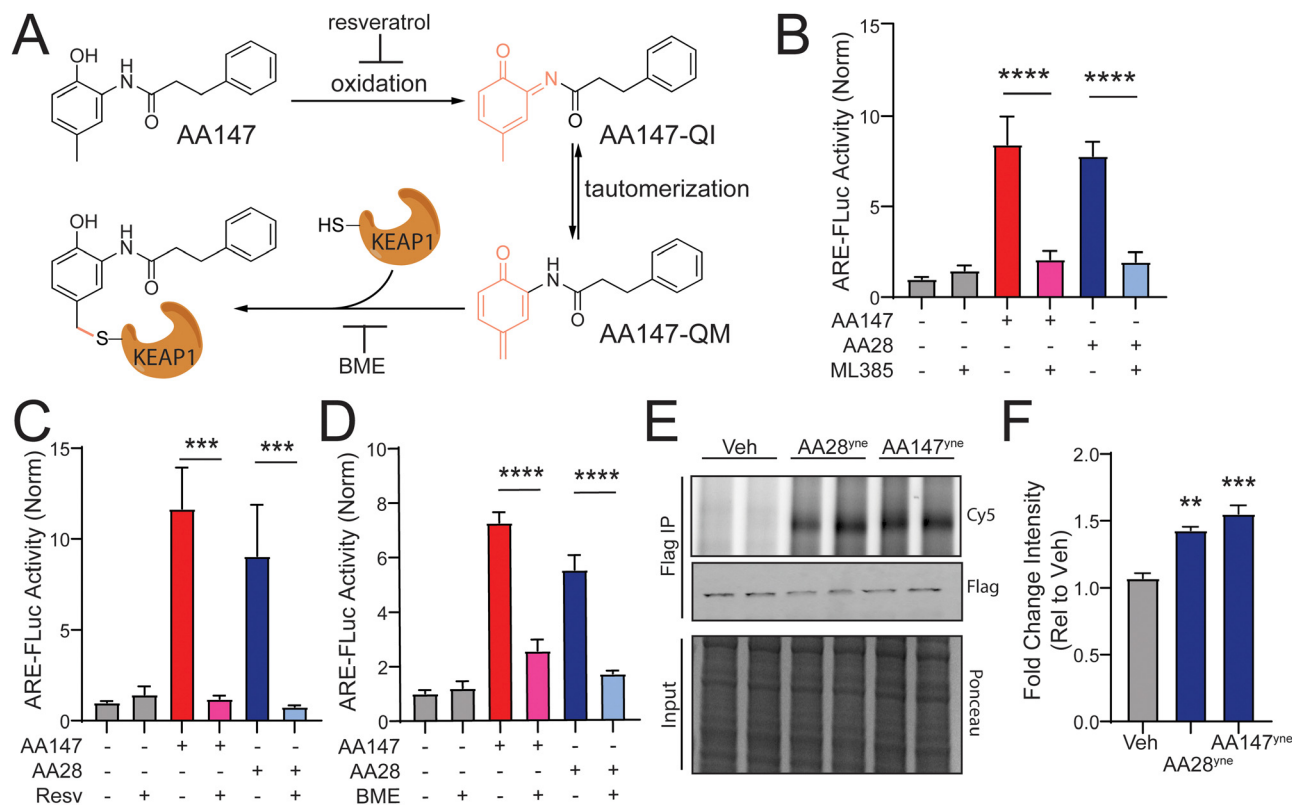 A
OH
H
N
O
AA147
resveratrol
oxidation
O
N
O
AA147-QI
tautomerization
OH
H
N
O
S
KEAP1
HS
KEAP1
BME
O
H
N
O
AA147-QM
B
ARE-FLuc Activity (Norm)
15
10
5
0
**** ****
AA147 - - + + - -
AA28 - - - - + +
ML385 - + - + - +
C
ARE-FLuc Activity (Norm)
15
10
5
0
*** ***
AA147 - - + + - -
AA28 - - - - + +
Resv - + - + - +
D
ARE-FLuc Activity (Norm)
10
8
6
4
2
0
**** ****
AA147 - - + + - -
AA28 - - - - + +
BME - + - + - +
E
Veh AA28yne AA147yne
Flag IP
Cy5
Flag
Input
Ponceau
F
Fold Change Intensity
(Rel to Veh)
2.0
1.5
1.0
0.5
0.0
** ***
Veh AA147yne
AA28yne